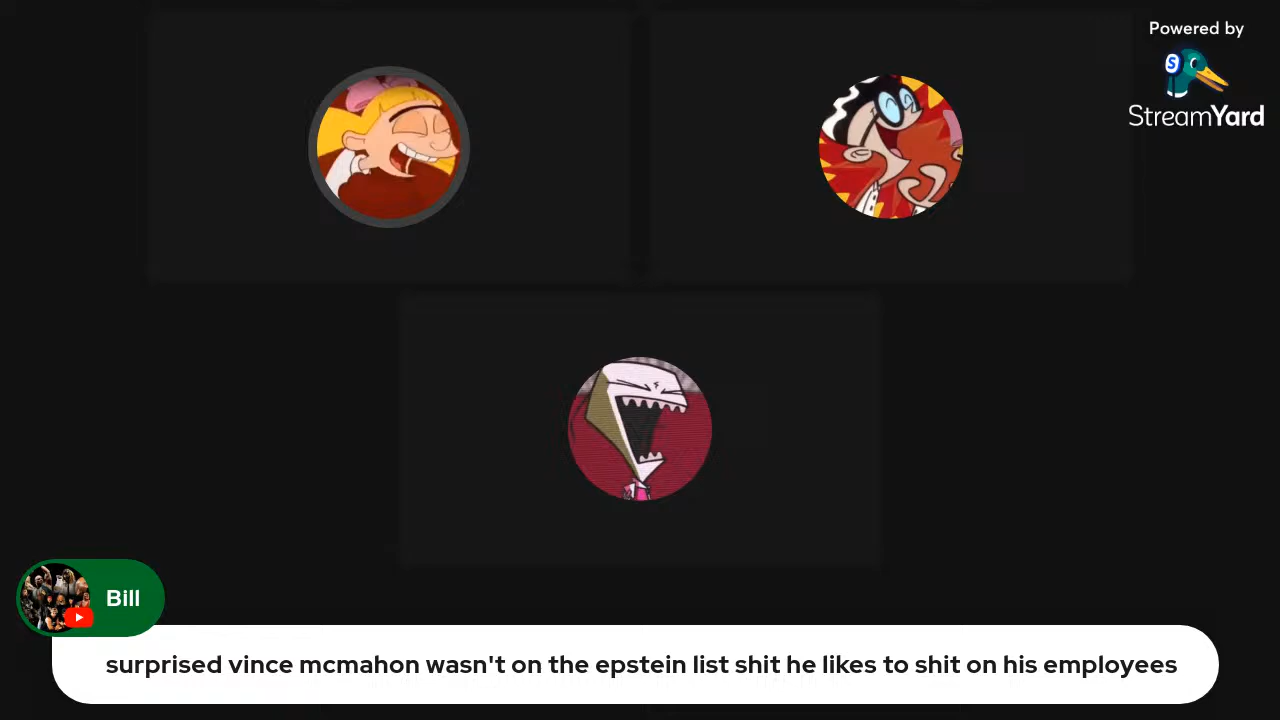 Powered by
StreamYard
Bill
surprised vince mcmahon wasn't on the epstein list shit he likes to shit on his employees